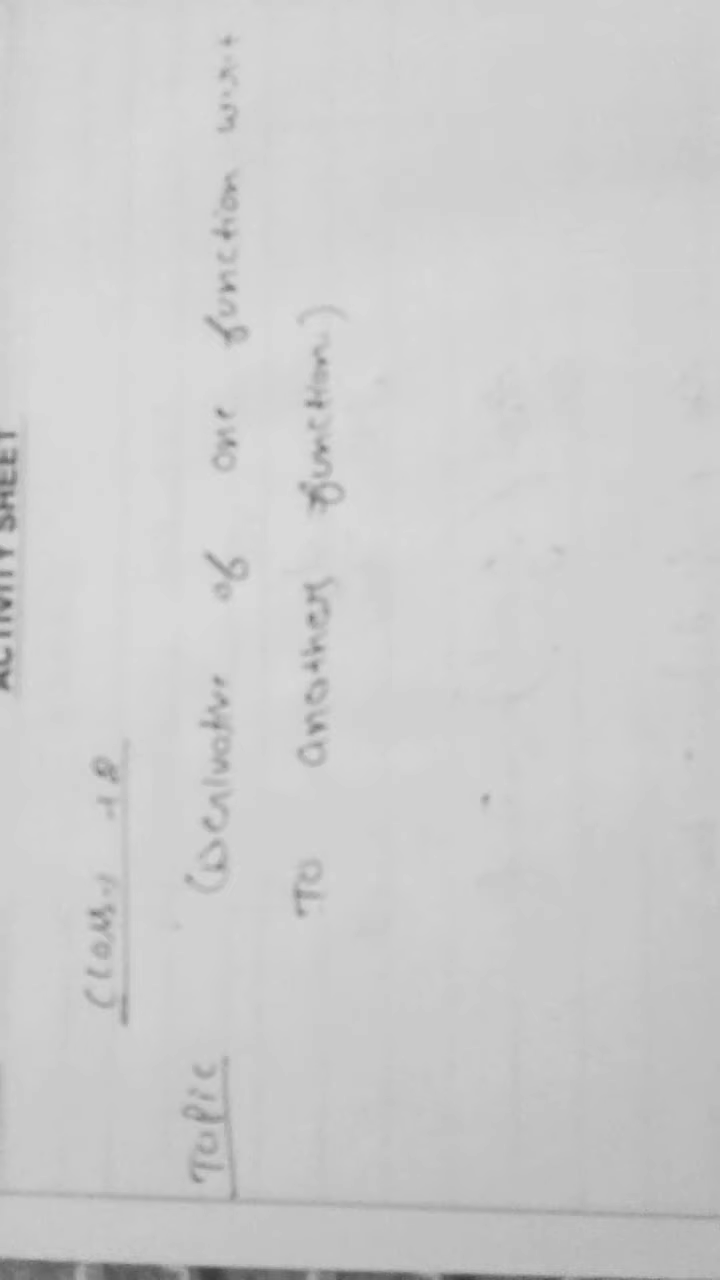 ACTIVITY SHEET
Class → 12
Topic (Derivative of one function w.r.t
To another function)